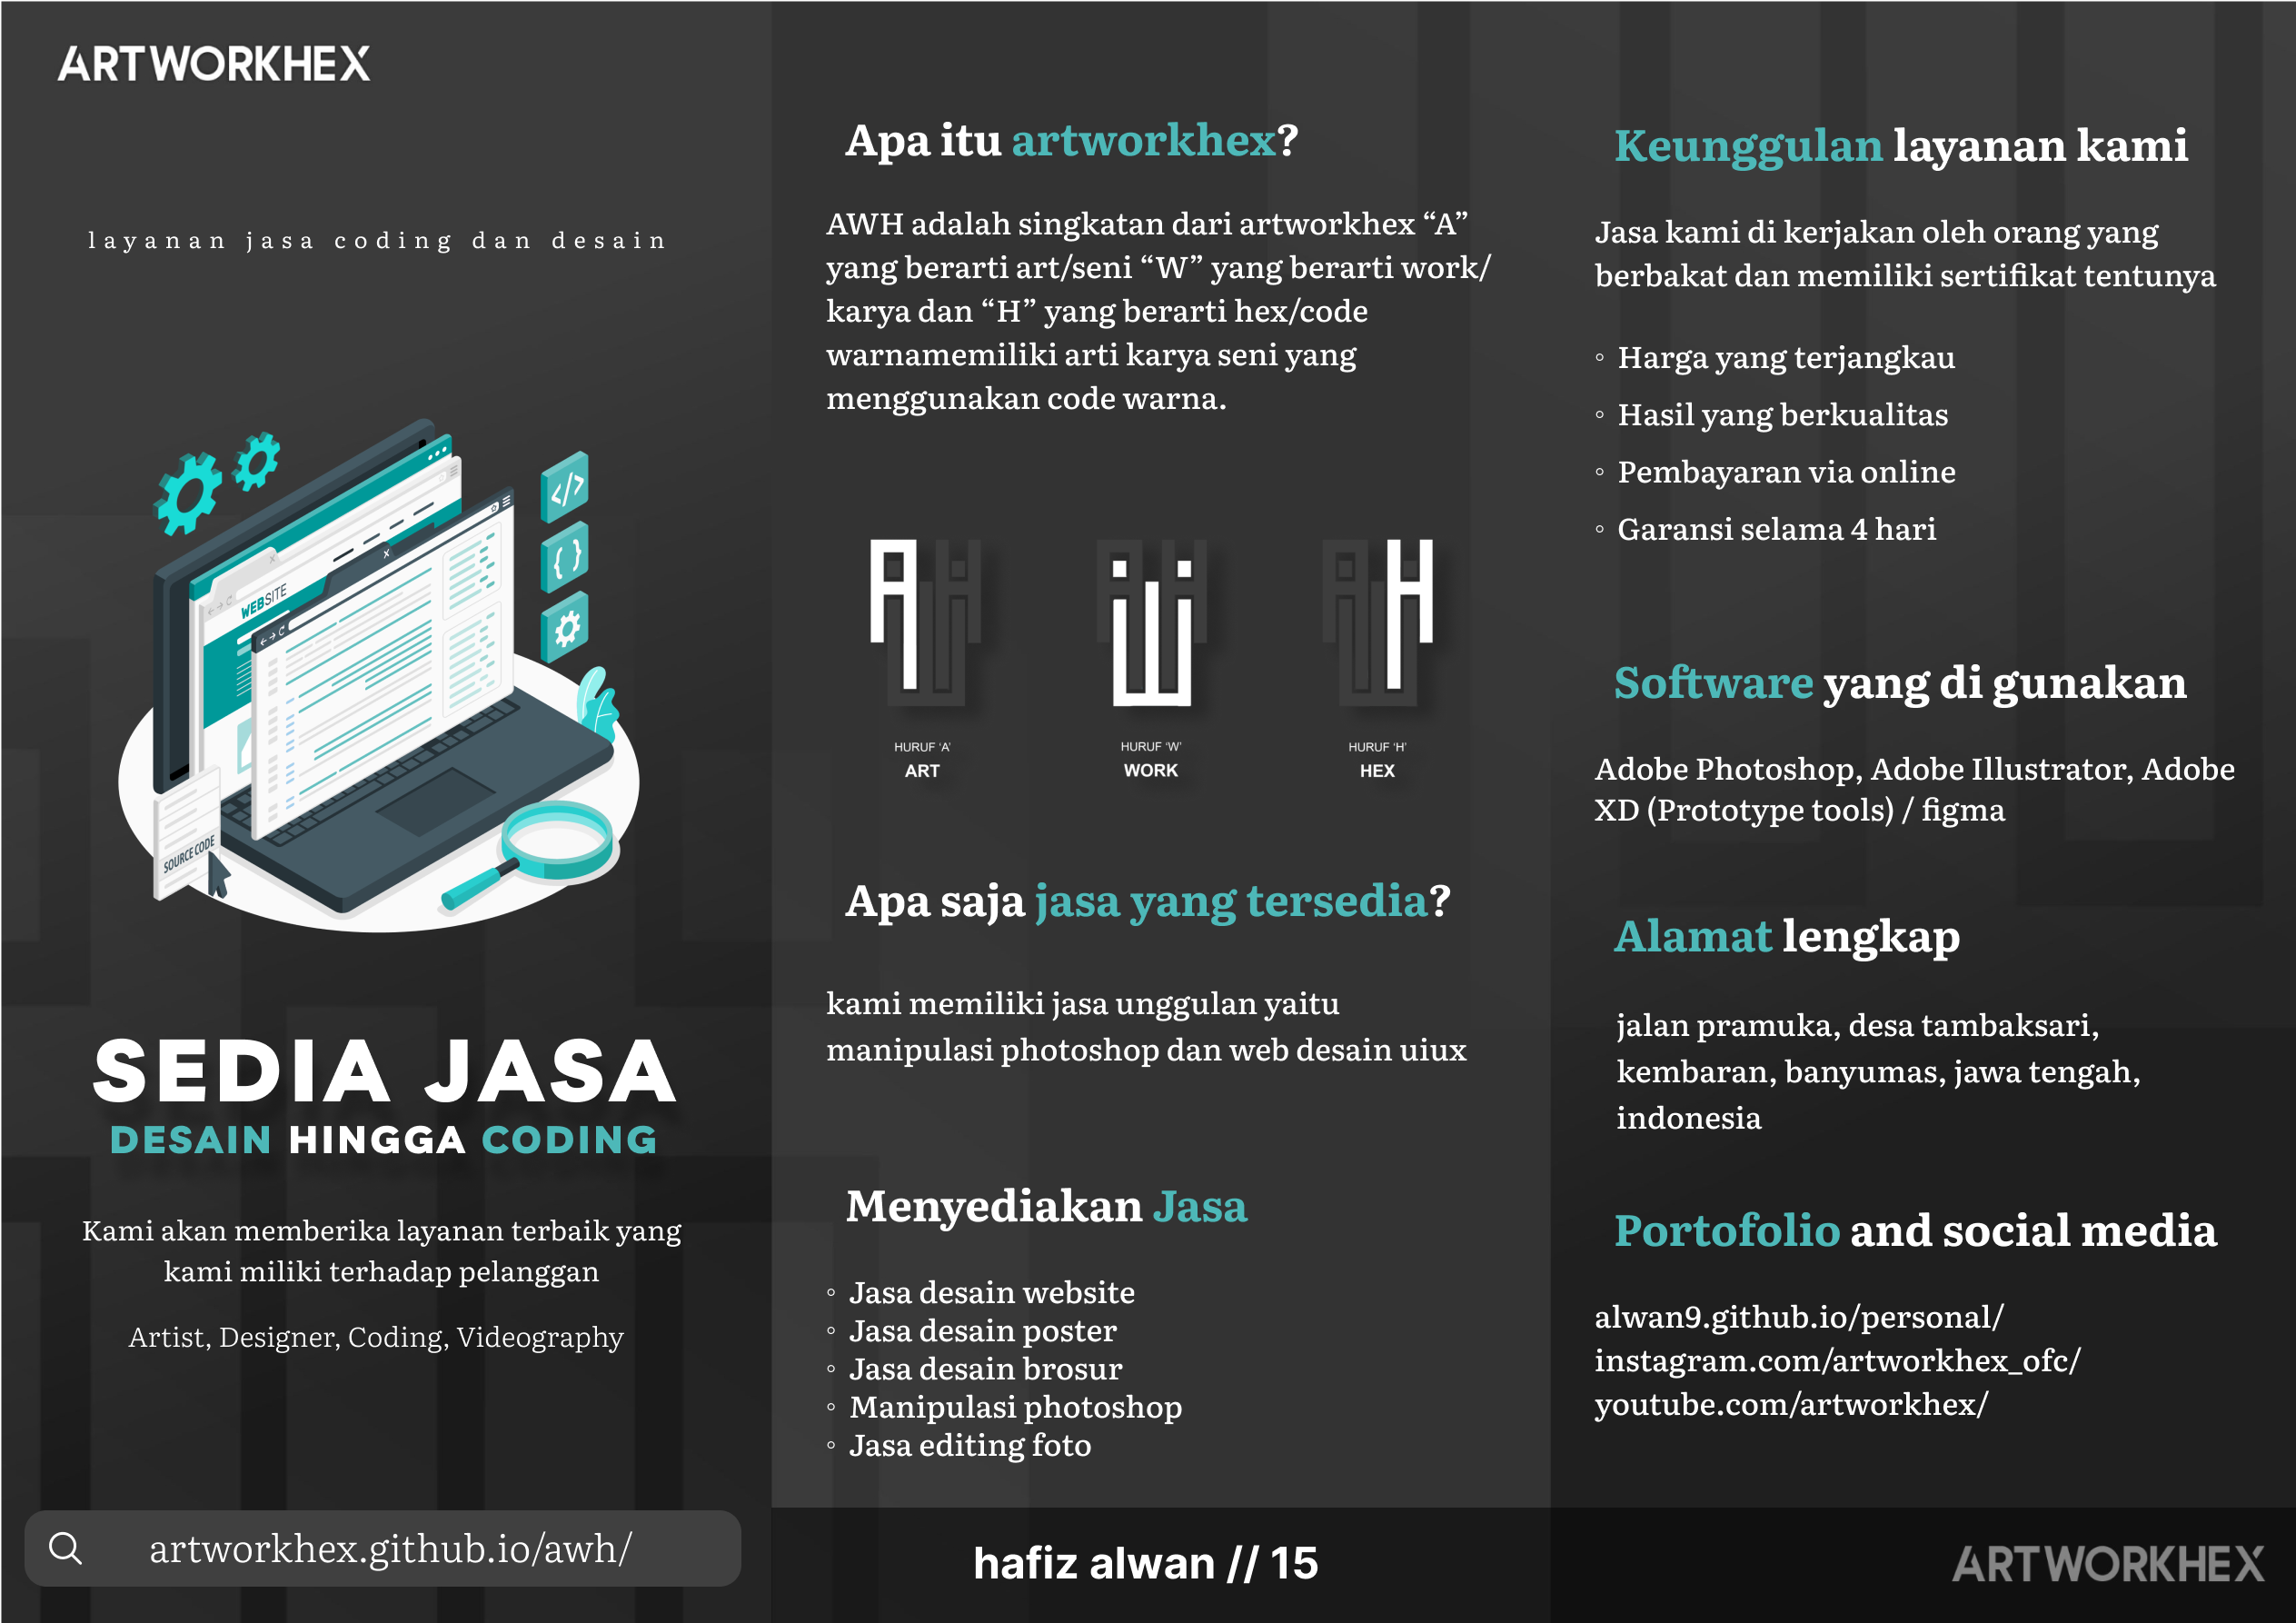 ARTWORKHEX
layanan jasa coding dan desain
WEBSITE
SOURCE CODE
SEDIA JASA
DESAIN HINGGA CODING
Kami akan memberika layanan terbaik yang
kami miliki terhadap pelanggan
Artist, Designer, Coding, Videography
artworkhex.github.io/awh/
Apa itu artworkhex?
AWH adalah singkatan dari artworkhex “A”
yang berarti art/seni “W” yang berarti work/
karya dan “H” yang berarti hex/code
warnamemiliki arti karya seni yang
menggunakan code warna.
HURUF ‘A’
ART
HURUF ‘W’
WORK
HURUF ‘H’
HEX
Apa saja jasa yang tersedia?
kami memiliki jasa unggulan yaitu
manipulasi photoshop dan web desain uiux
Menyediakan Jasa
◦ Jasa desain website
◦ Jasa desain poster
◦ Jasa desain brosur
◦ Manipulasi photoshop
◦ Jasa editing foto
hafiz alwan // 15
Keunggulan layanan kami
Jasa kami di kerjakan oleh orang yang
berbakat dan memiliki sertifikat tentunya
◦ Harga yang terjangkau
◦ Hasil yang berkualitas
◦ Pembayaran via online
◦ Garansi selama 4 hari
Software yang di gunakan
Adobe Photoshop, Adobe Illustrator, Adobe
XD (Prototype tools) / figma
Alamat lengkap
jalan pramuka, desa tambaksari,
kembaran, banyumas, jawa tengah,
indonesia
Portofolio and social media
alwan9.github.io/personal/
instagram.com/artworkhex_ofc/
youtube.com/artworkhex/
ARTWORKHEX